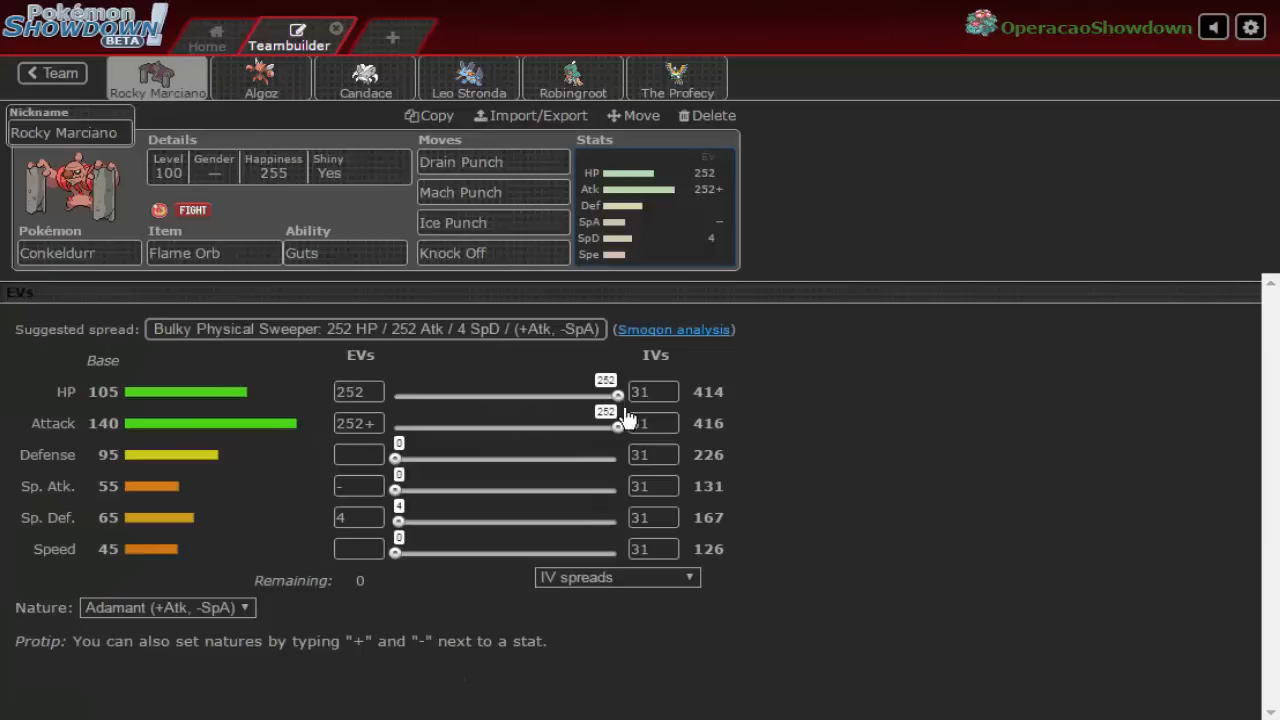 Pokémon
SHOWDOWN!
BETA
Home
Teambuilder
+
OperacaoShowdown
< Team
Rocky Marciano
Algoz
Candace
Leo Stronda
Robingroot
The Profecy
Nickname
Rocky Marciano
Copy Import/Export Move Delete
Details
Level Gender Happiness Shiny
100 — 255 Yes
FIGHT
Pokémon Item Ability
Conkeldurr Flame Orb Guts
Moves
Drain Punch
Mach Punch
Ice Punch
Knock Off
Stats
EV
HP 252
Atk 252+
Def
SpA −
SpD 4
Spe
EVs
Suggested spread: Bulky Physical Sweeper: 252 HP / 252 Atk / 4 SpD / (+Atk, -SpA) (Smogon analysis)
Base EVs IVs
HP 105 252 252 31 414
Attack 140 252+ 252 31 416
Defense 95 0 31 226
Sp. Atk. 55 - 0 31 131
Sp. Def. 65 4 4 31 167
Speed 45 0 31 126
Remaining: 0
IV spreads
Nature: Adamant (+Atk, -SpA)
Protip: You can also set natures by typing "+" and "-" next to a stat.